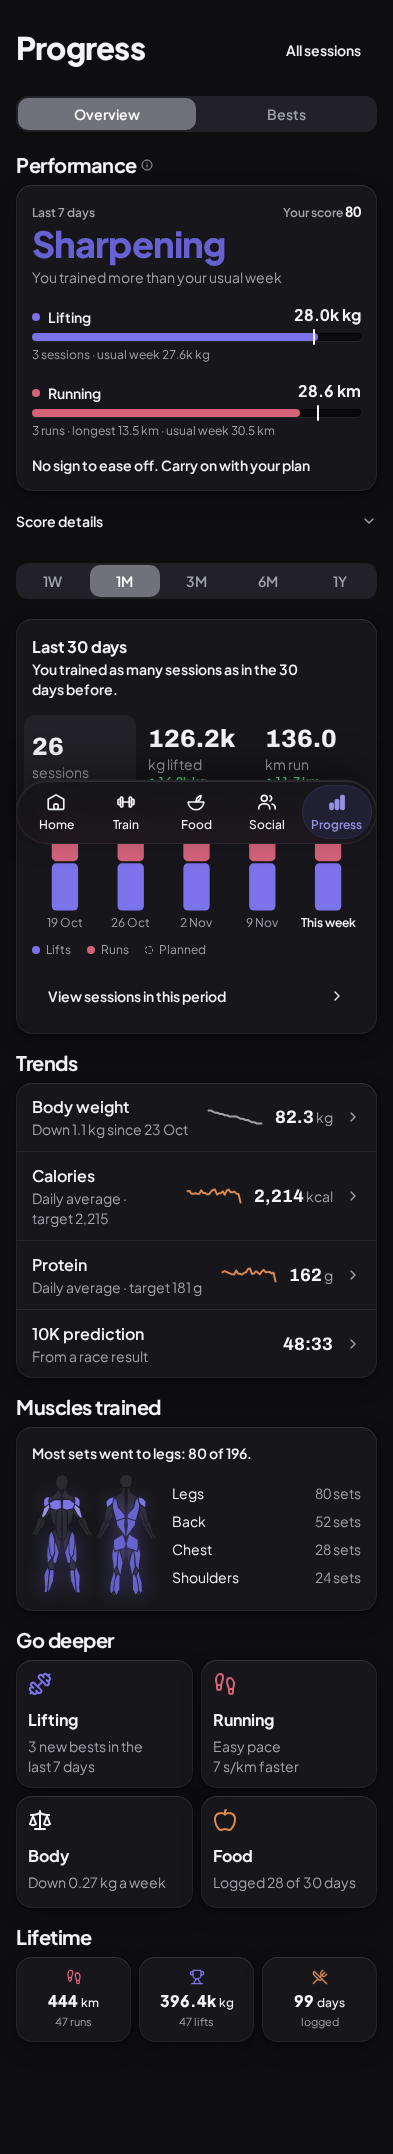 Progress
All sessions
Overview
Bests
Performance
Last 7 days
Your score 80
Sharpening
You trained more than your usual week
Lifting
28.0k kg
3 sessions · usual week 27.6k kg
Running
28.6 km
3 runs · longest 13.5 km · usual week 30.5 km
No sign to ease off. Carry on with your plan
Score details
1W
1M
3M
6M
1Y
Last 30 days
You trained as many sessions as in the 30
days before.
26
sessions
126.2k
kg lifted
136.0
km run
Home
Train
Food
Social
Progress
19 Oct
26 Oct
2 Nov
9 Nov
This week
Lifts
Runs
Planned
View sessions in this period
Trends
Body weight
Down 1.1 kg since 23 Oct
82.3 kg
Calories
Daily average ·
target 2,215
2,214 kcal
Protein
Daily average · target 181 g
162 g
10K prediction
From a race result
48:33
Muscles trained
Most sets went to legs: 80 of 196.
Legs
80 sets
Back
52 sets
Chest
28 sets
Shoulders
24 sets
Go deeper
Lifting
3 new bests in the
last 7 days
Running
Easy pace
7 s/km faster
Body
Down 0.27 kg a week
Food
Logged 28 of 30 days
Lifetime
444 km
47 runs
396.4k kg
47 lifts
99 days
logged